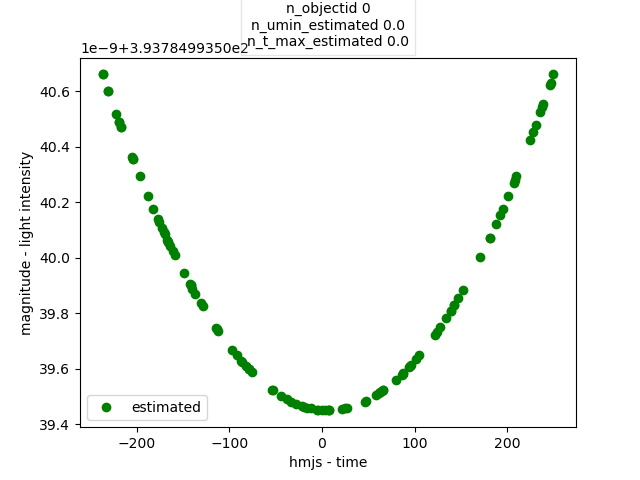 n_objectid 0
n_umin_estimated 0.0
n_t_max_estimated 0.0
1e−9+3.9378499350e2
40.6
40.4
40.2
40.0
39.8
39.6
39.4
magnitude - light intensity
estimated
−200
−100
0
100
200
hmjs - time